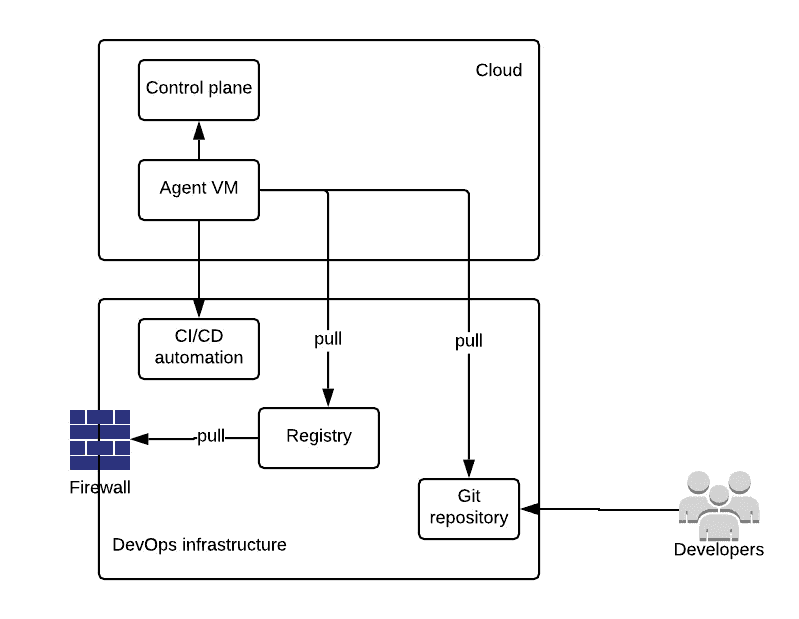 Cloud
Control plane
Agent VM
CI/CD
automation
pull
pull
pull
Registry
Firewall
Git
repository
DevOps infrastructure
Developers